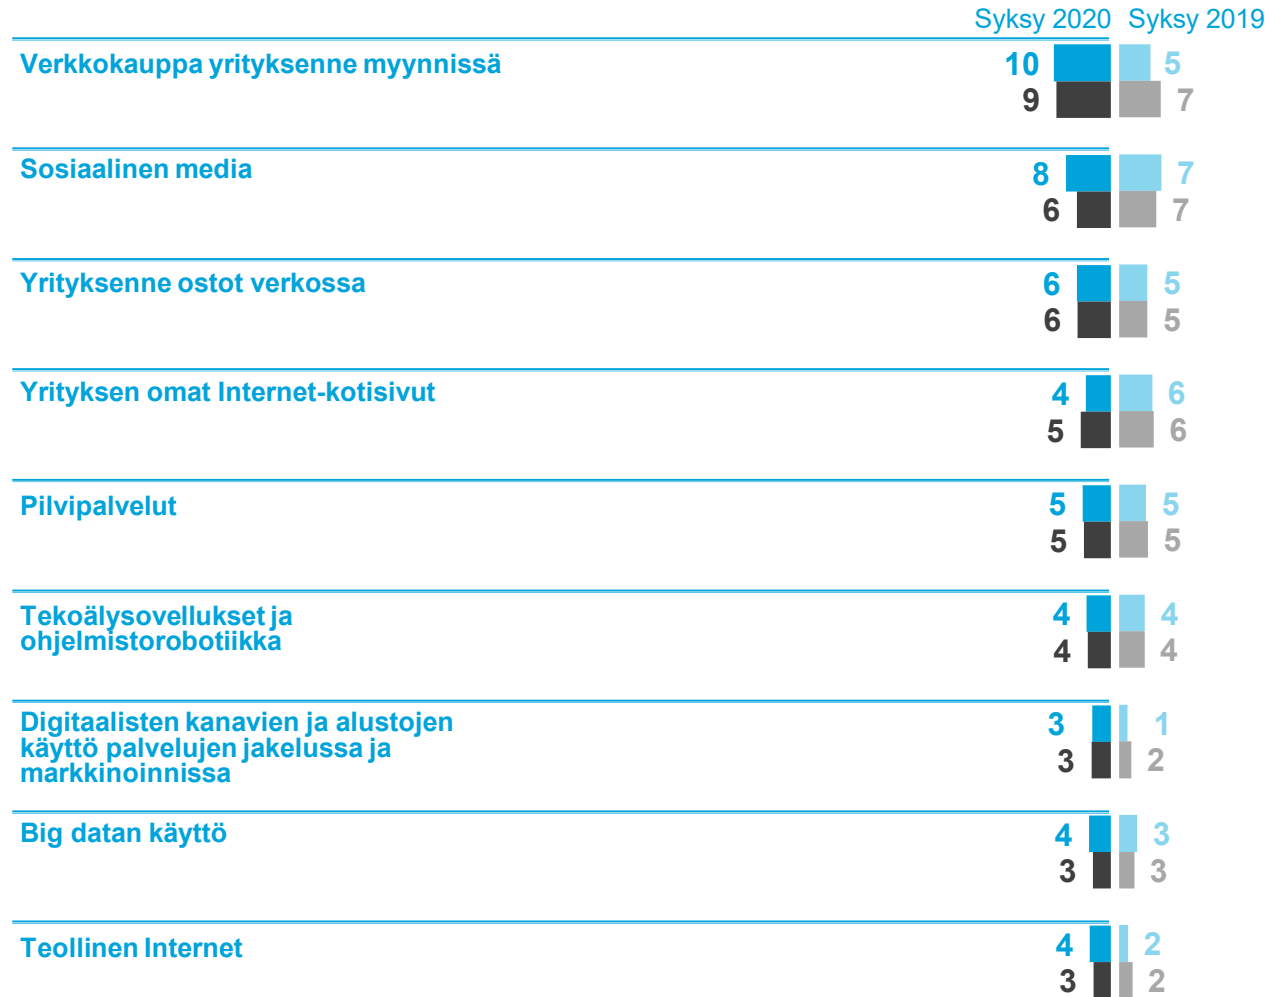 Syksy 2020 Syksy 2019
Verkkokauppa yrityksenne myynnissä 10 5
9 7
Sosiaalinen media 8 7
6 7
Yrityksenne ostot verkossa 6 5
6 5
Yrityksen omat Internet-kotisivut 4 6
5 6
Pilvipalvelut 5 5
5 5
Tekoälysovellukset ja 4 4
ohjelmistorobotiikka
4 4
Digitaalisten kanavien ja alustojen 3 1
käyttö palvelujen jakelussa ja
3 2
markkinoinnissa
Big datan käyttö 4 3
3 3
Teollinen Internet 4 2
3 2